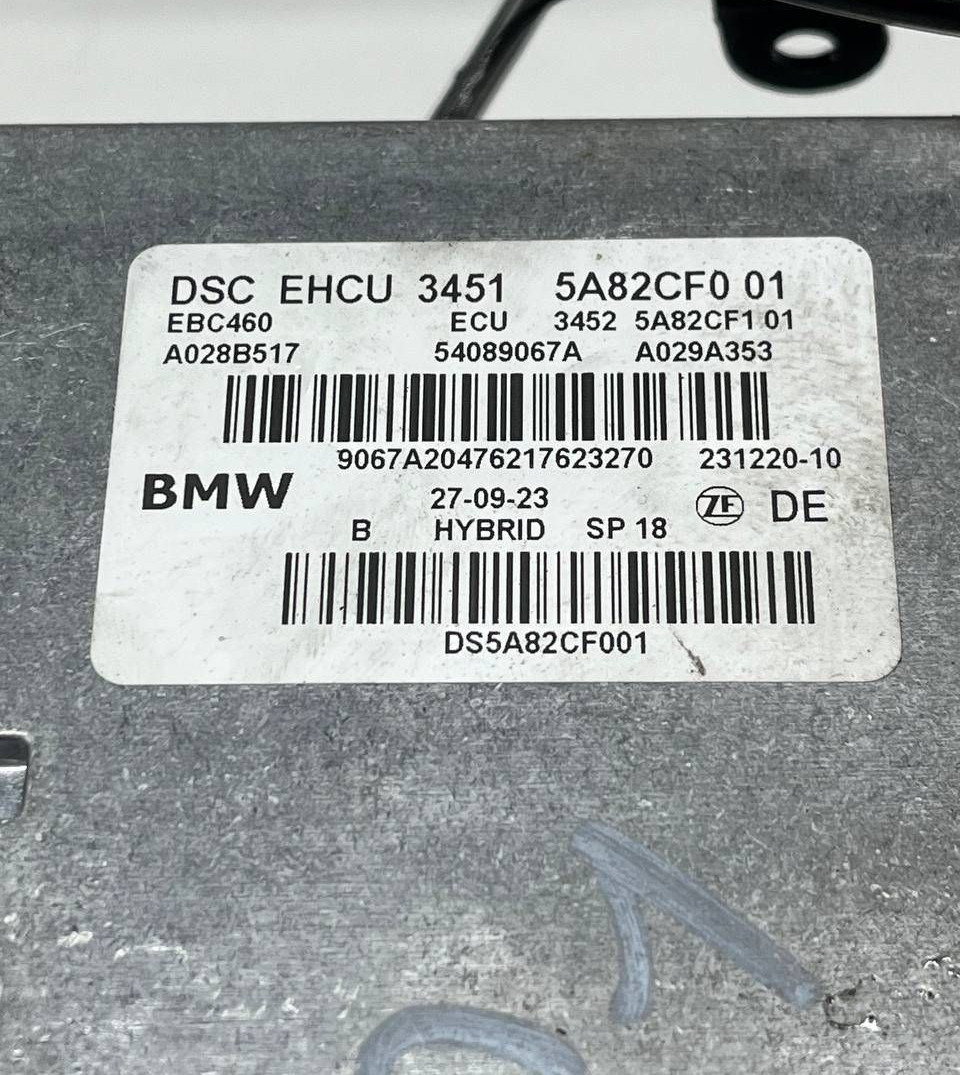 DSC EHCU 3451 5A82CF0 01
EBC460 ECU 3452 5A82CF1 01
A028B517 54089067A A029A353
9067A20476217623270 231220-10
BMW 27-09-23 ZF DE
B HYBRID SP 18
DS5A82CF001